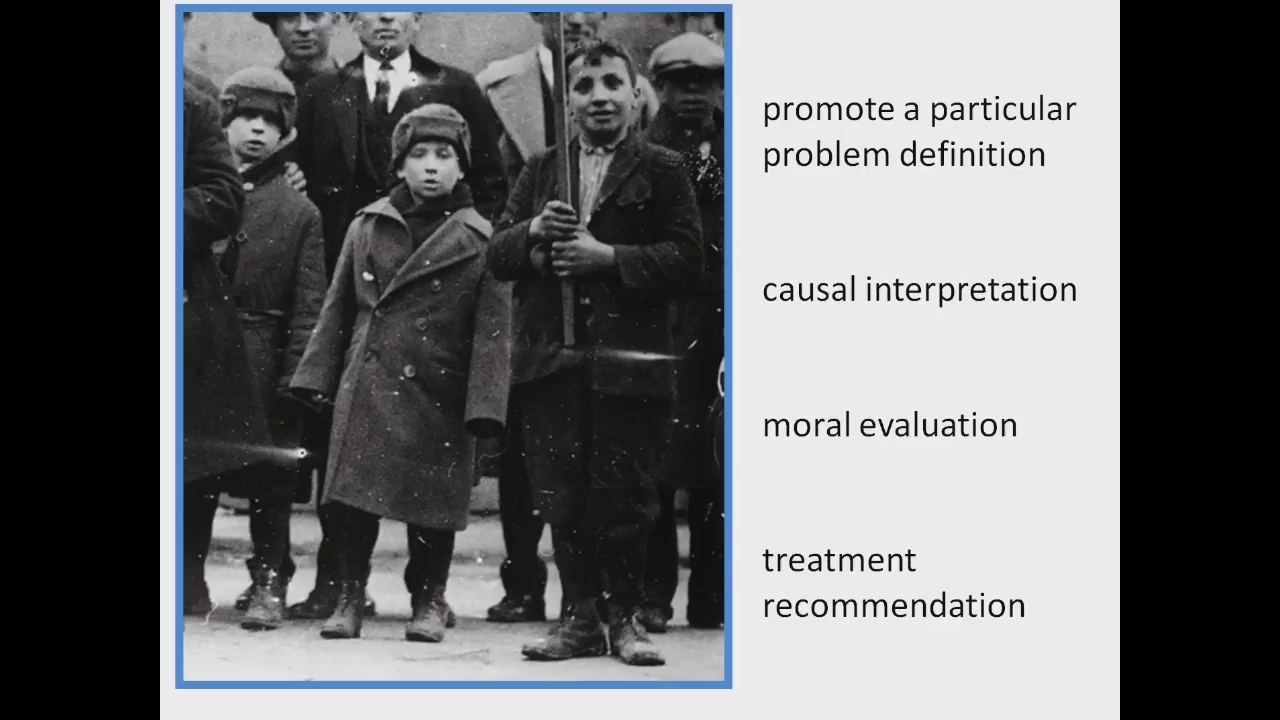 promote a particular
problem definition
causal interpretation
moral evaluation
treatment
recommendation